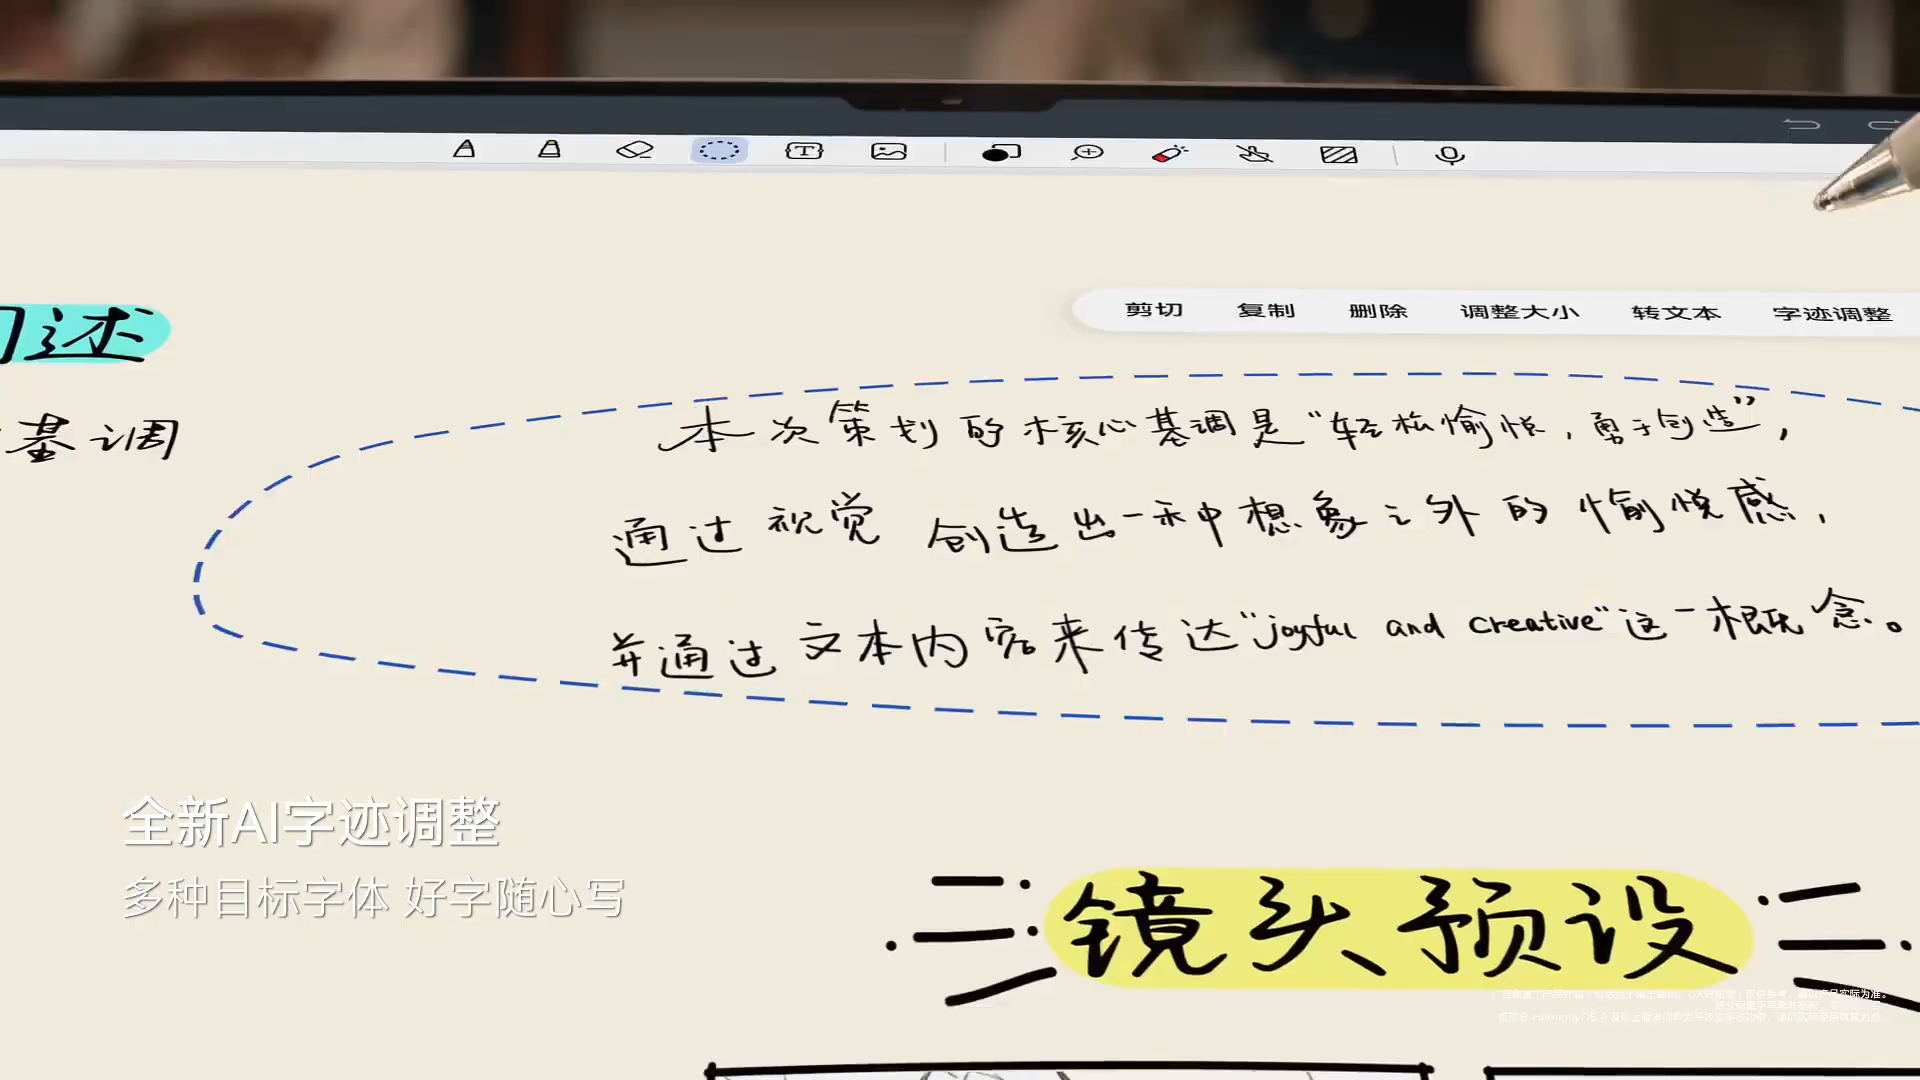 剪切 复制 删除 调整大小 转文本 字迹调整
述
基调
本次策划的核心基调是“轻松愉悦，勇于创造”，
通过视觉创造出一种想象之外的愉悦感，
并通过文本内容来传达“joyful and creative”这一概念。
全新AI字迹调整
多种目标字体 好字随心写
镜头预设